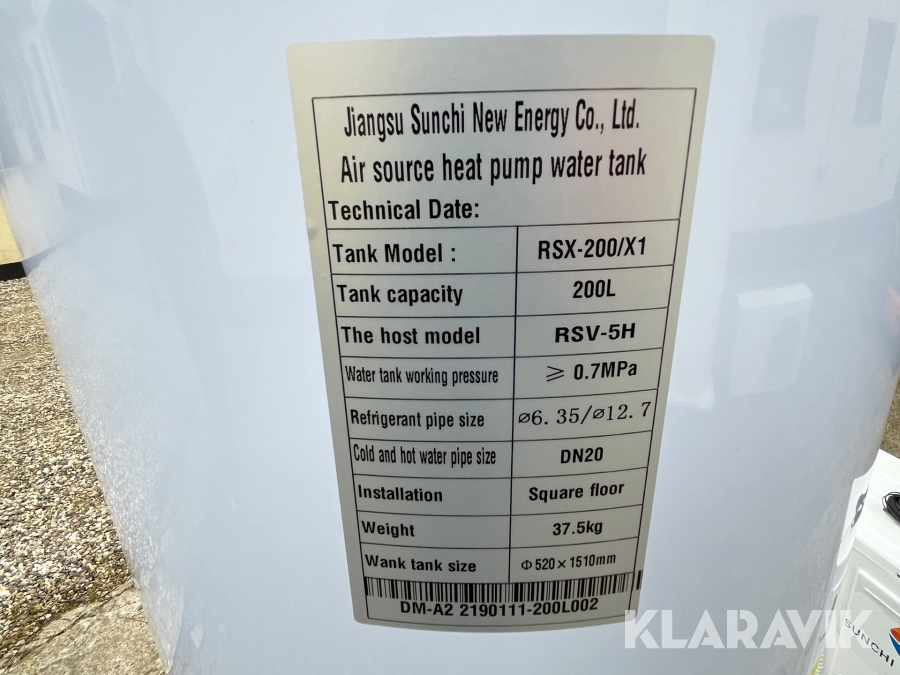 Jiangsu Sunchi New Energy Co., Ltd.
Air source heat pump water tank
Technical Date:
Tank Model : RSX-200/X1
Tank capacity 200L
The host model RSV-5H
Water tank working pressure ⩾ 0.7MPa
Refrigerant pipe size ⌀6.35/⌀12.7
Cold and hot water pipe size DN20
Installation Square floor
Weight 37.5kg
Wank tank size Φ520×1510mm
DM-A2 2190111-200L002
KLARAVIK
SUNCHI